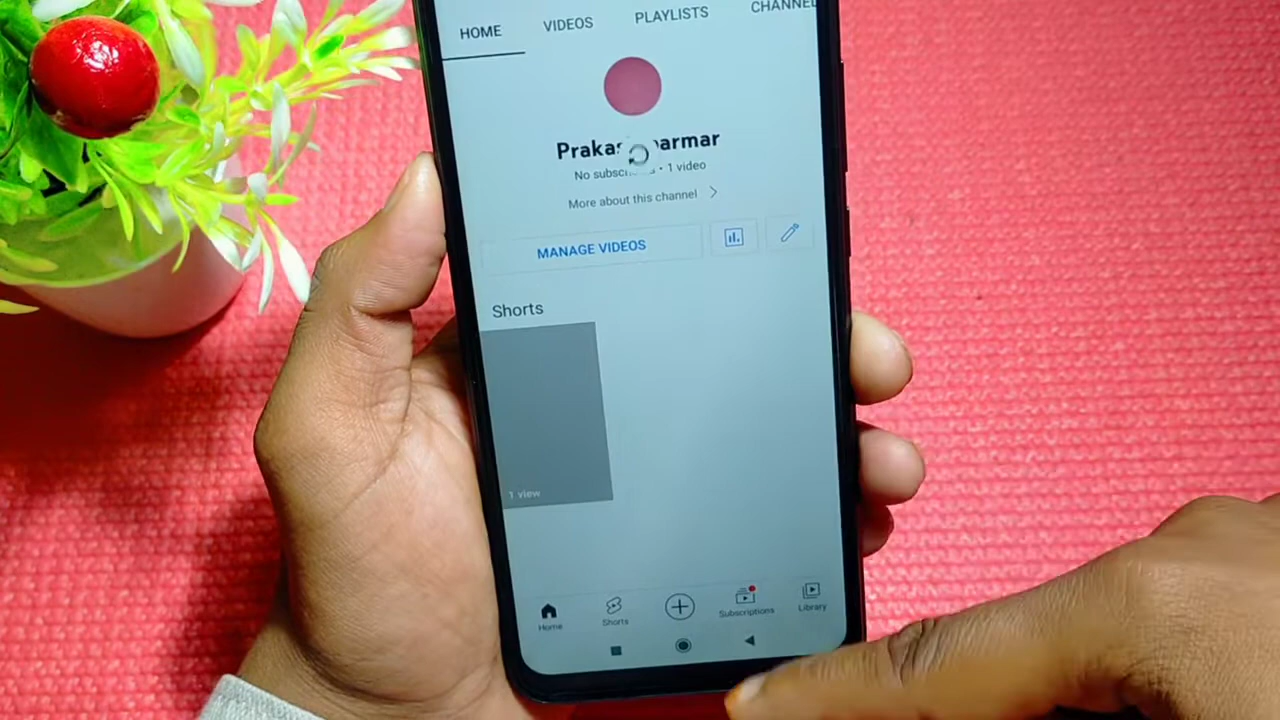 HOME VIDEOS PLAYLISTS CHANNEL
No • 1 video
More about this channel
MANAGE VIDEOS
Shorts
1 view
Home Shorts Subscriptions Library